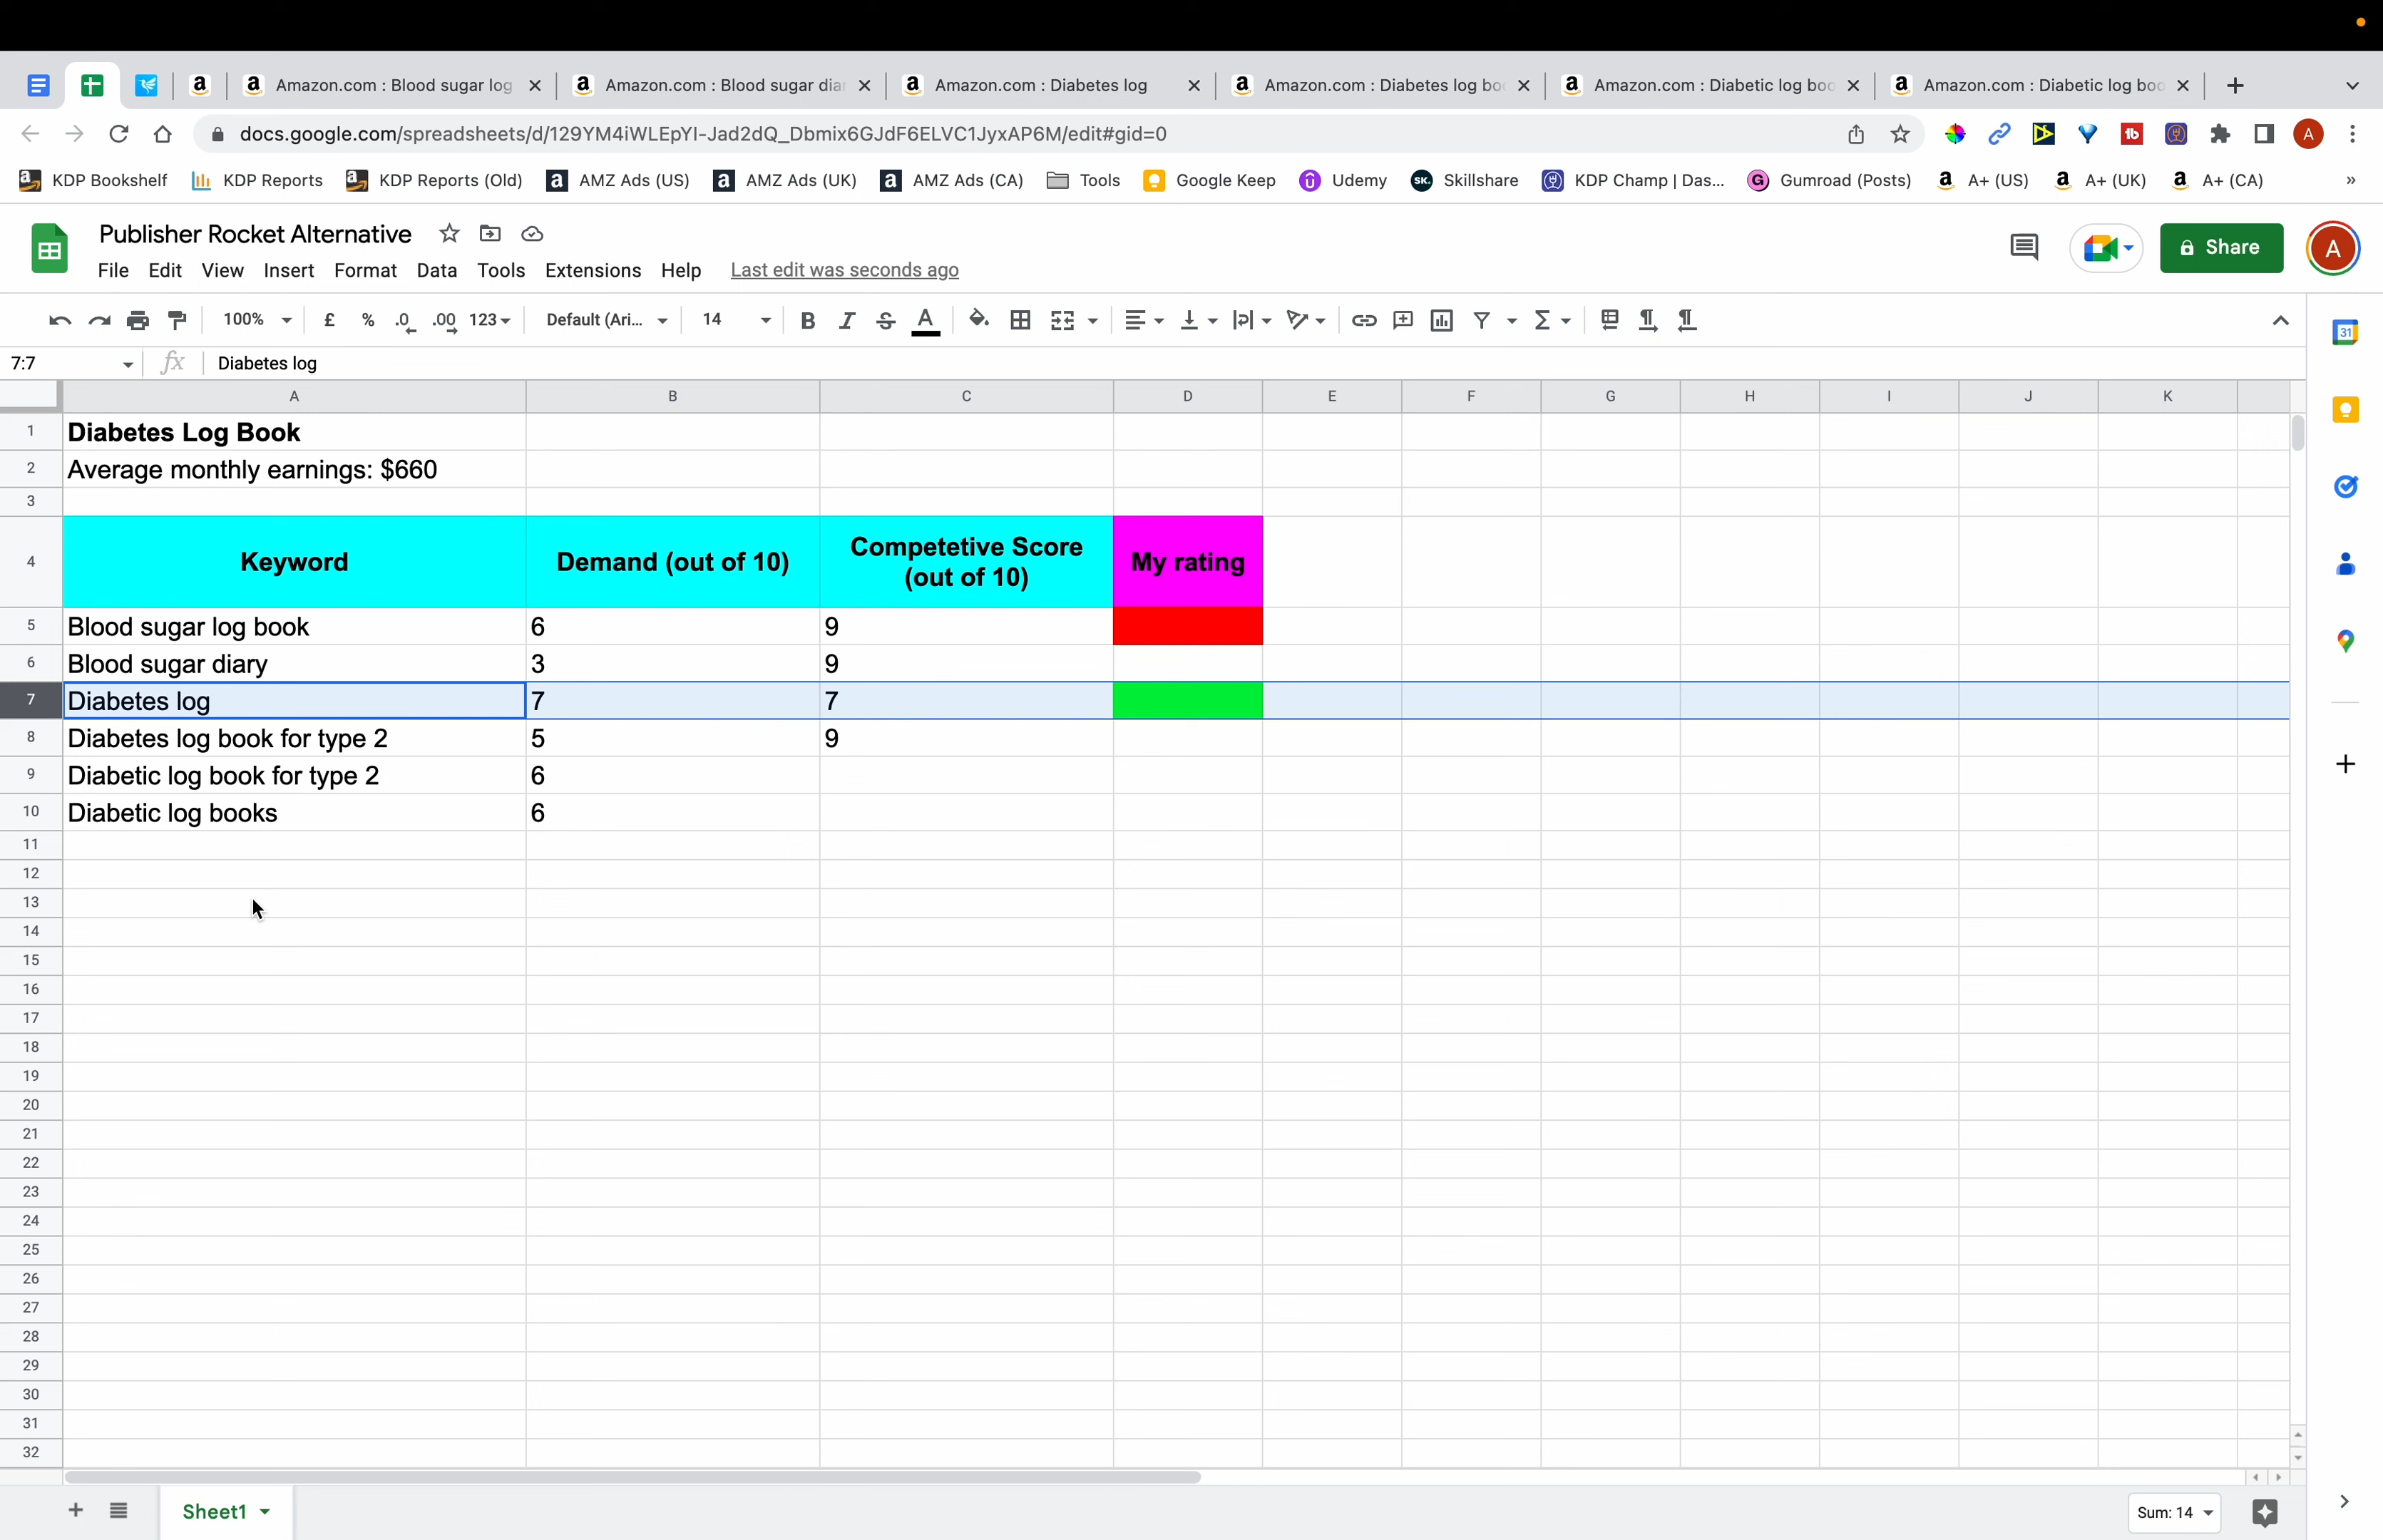 Amazon.com : Blood sugar log
Amazon.com : Blood sugar dia
Amazon.com : Diabetes log
Amazon.com : Diabetes log bo
Amazon.com : Diabetic log boo
Amazon.com : Diabetic log boo
docs.google.com/spreadsheets/d/129YM4iWLEpYI-Jad2dQ_Dbmix6GJdF6ELVC1JyxAP6M/edit#gid=0
A
KDP Bookshelf
KDP Reports
KDP Reports (Old)
AMZ Ads (US)
AMZ Ads (UK)
AMZ Ads (CA)
Tools
Google Keep
Udemy
Skillshare
KDP Champ | Das...
Gumroad (Posts)
A+ (US)
A+ (UK)
A+ (CA)
»
Publisher Rocket Alternative
File Edit View Insert Format Data Tools Extensions Help Last edit was seconds ago
Share
A
100% £ % .0 .00 123 Default (Ari... 14
7:7 fx Diabetes log
A B C D E F G H I J K
1 Diabetes Log Book
2 Average monthly earnings: $660
3
4 Keyword Demand (out of 10) Competetive Score
(out of 10) My rating
5 Blood sugar log book 6 9
6 Blood sugar diary 3 9
7 Diabetes log 7 7
8 Diabetes log book for type 2 5 9
9 Diabetic log book for type 2 6
10 Diabetic log books 6
11
12
13
14
15
16
17
18
19
20
21
22
23
24
25
26
27
28
29
30
31
32
Sheet1
Sum: 14
31